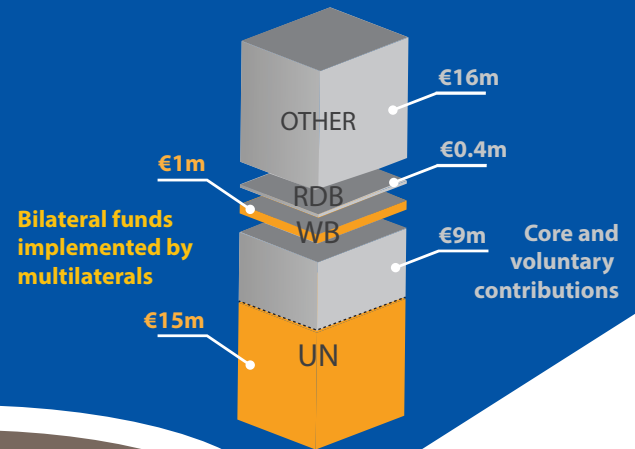 €16m
OTHER
€0.4m
€1m
RDB
WB
Bilateral funds
implemented by
multilaterals
€9m
Core and
voluntary
contributions
€15m
UN